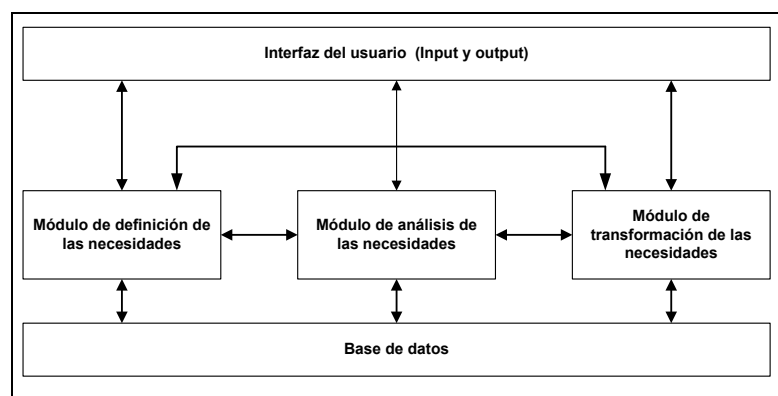 Interfaz del usuario (Input y output)
Módulo de definición de
las necesidades
Módulo de análisis de
las necesidades
Módulo de
transformación de las
necesidades
Base de datos